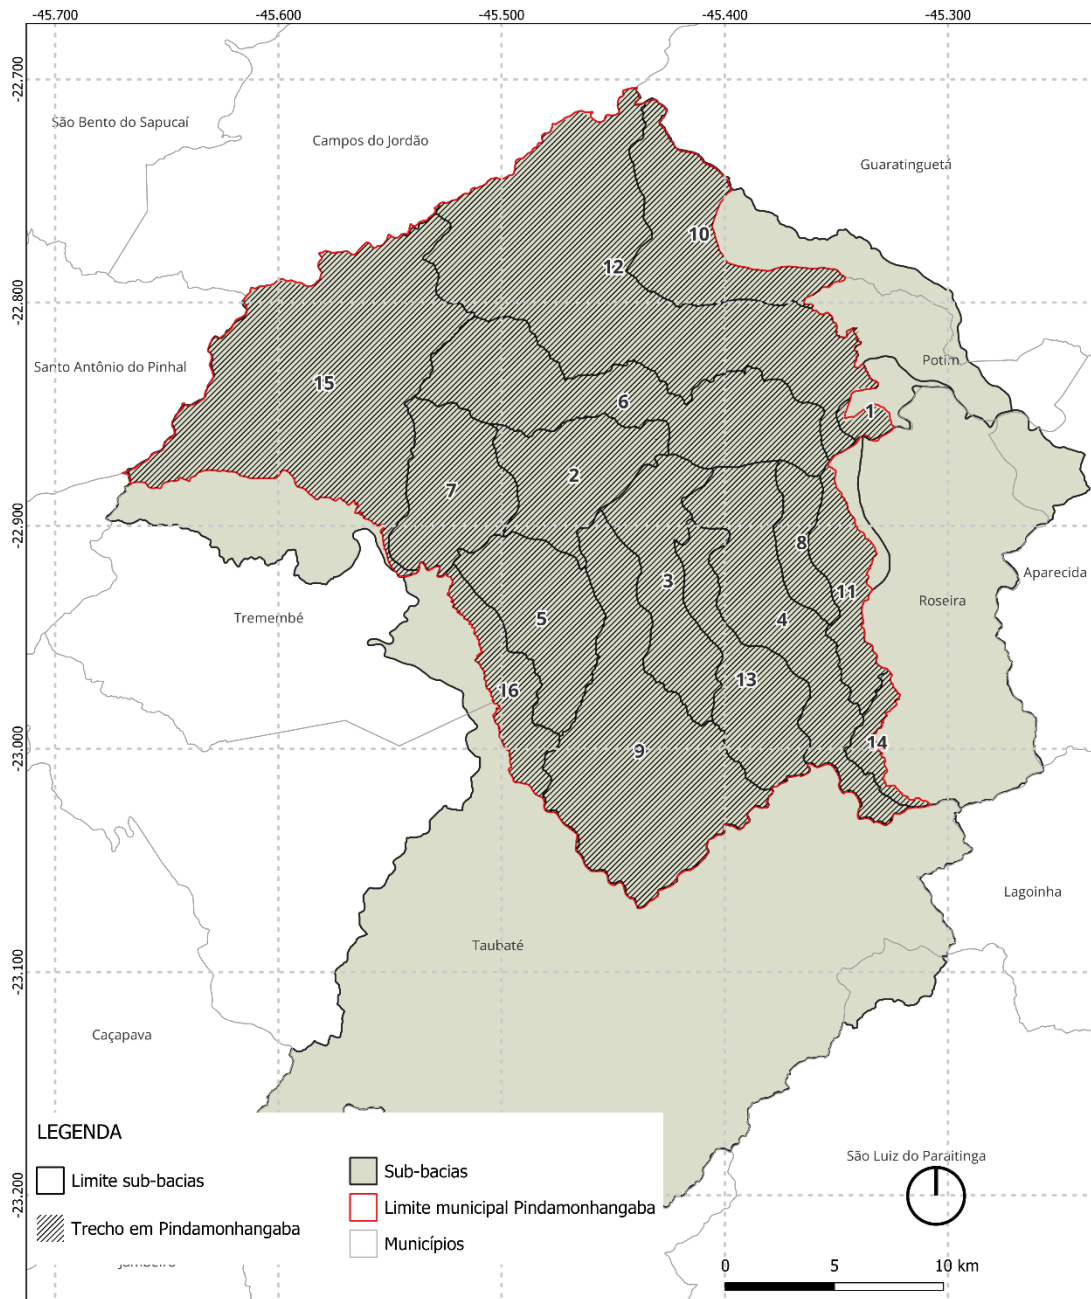 -45.700
-45.600
-45.500
-45.400
-45.300
-22.700
-22.800
-22.900
-23.000
-23.100
-23.200
São Bento do Sapucaí
Campos do Jordão
Guaratinguetá
10
12
Santo Antônio do Pinhal
15
Potim
6
1
2
7
8
3
Aparecida
11
Roseira
Tremembé
5
4
16
13
14
9
Lagoinha
Taubaté
Caçapava
São Luiz do Paraitinga
LEGENDA
Limite sub-bacias
Trecho em Pindamonhangaba
Sub-bacias
Limite municipal Pindamonhangaba
Municípios
0 5 10 km